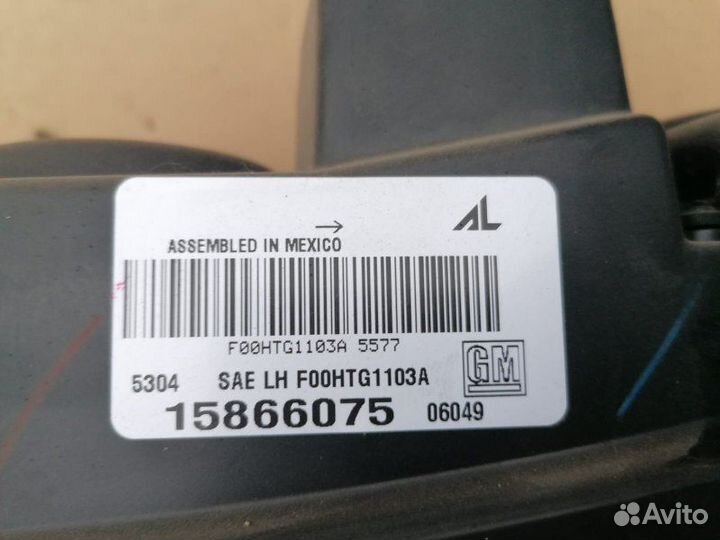 → AL
ASSEMBLED IN MEXICO
F00HTG1103A 5577
5304 SAE LH F00HTG1103A GM
15866075 06049
Avito